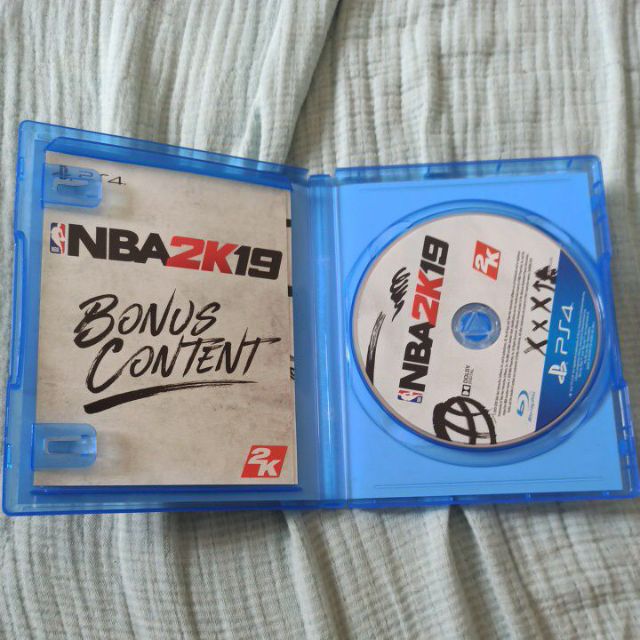 PS4
NBA2K19
BONUS
CONTENT
2K
NBA2K19
2K
PS4